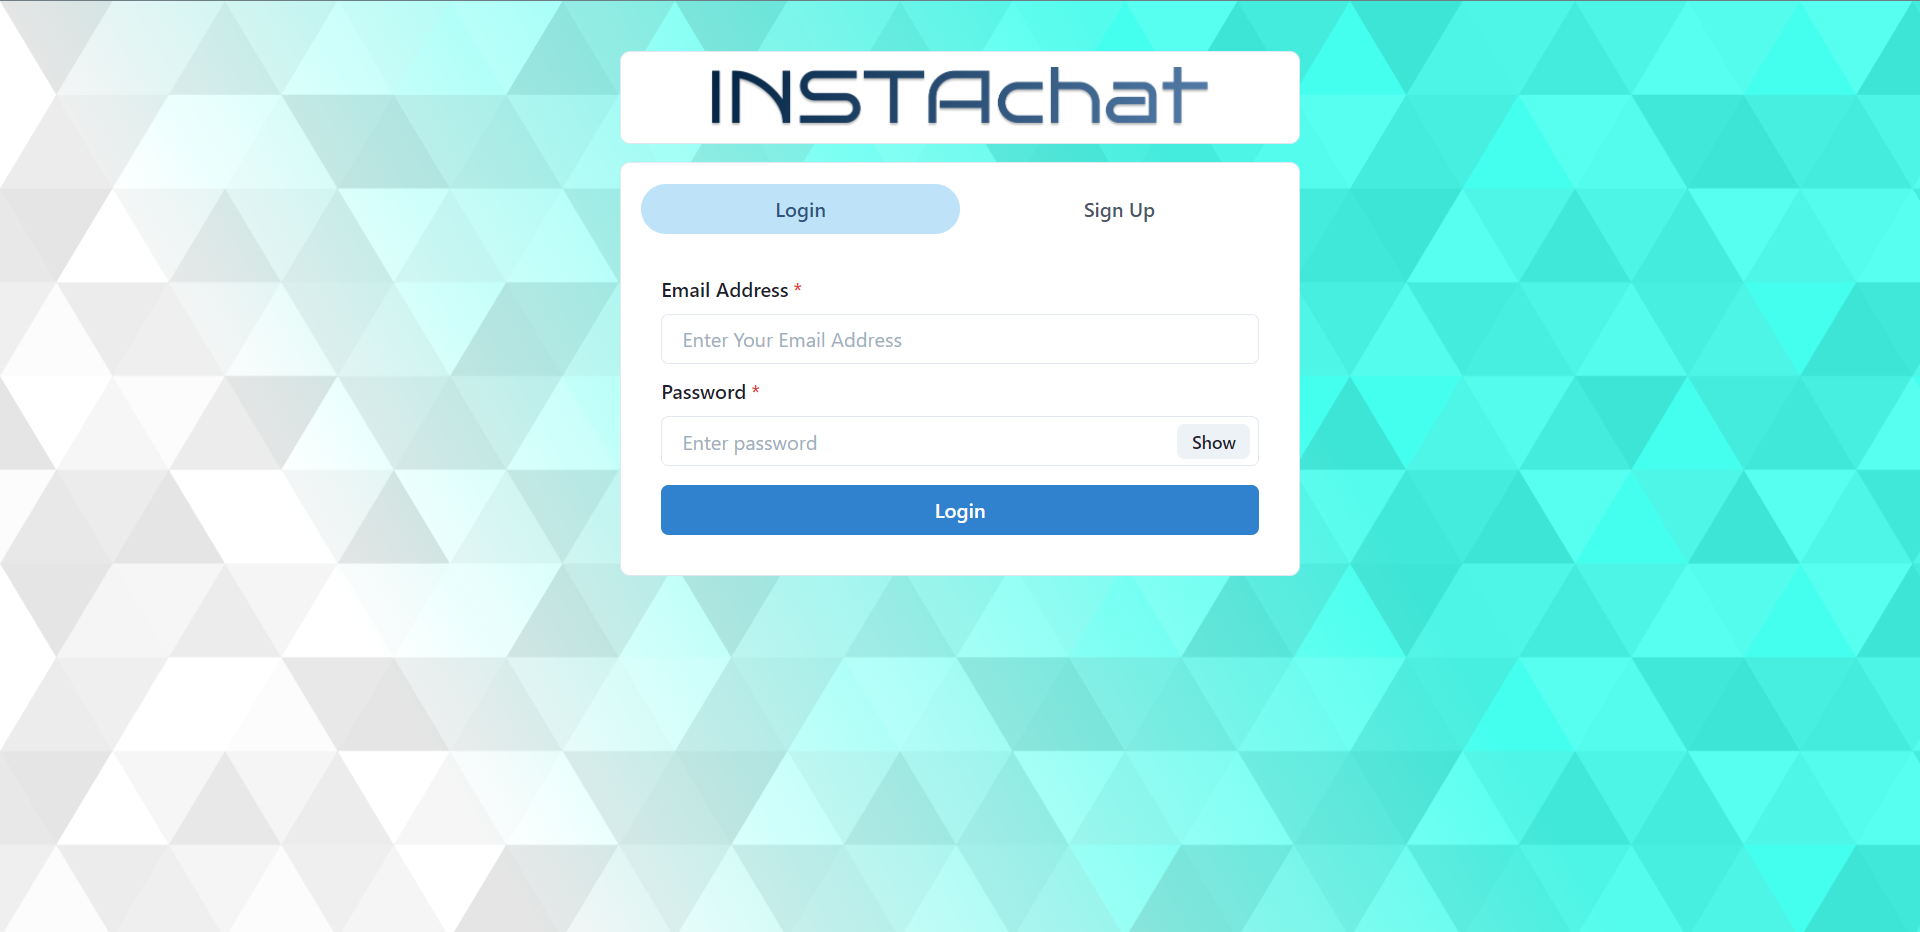 INSTAchat
Login Sign Up
Email Address *
Enter Your Email Address
Password *
Enter password Show
Login